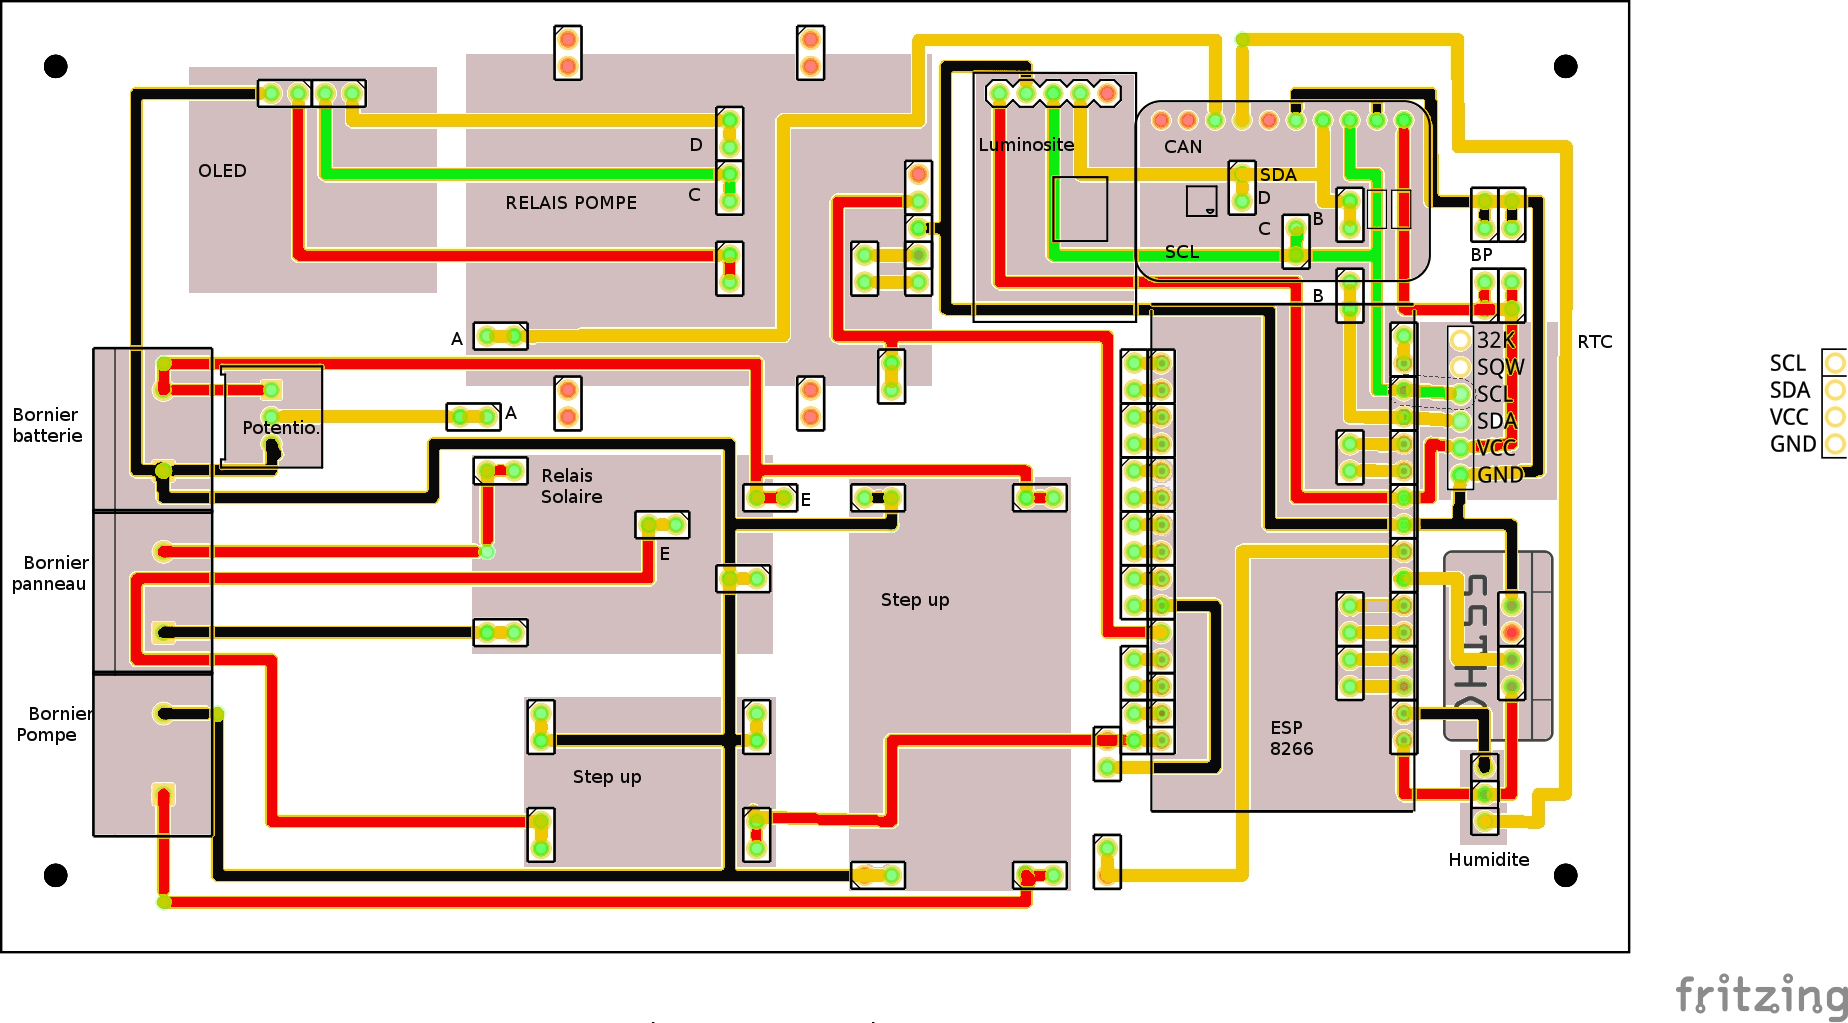 OLED
RELAIS POMPE
D
C
Luminosite
CAN
SDA
D
C
B
SCL
B
BP
A
32K
SQW
SCL
SDA
VCC
GND
RTC
SCL
SDA
VCC
GND
Bornier
batterie
Potentio.
A
Relais
Solaire
E
E
Bornier
panneau
Step up
Bornier
Pompe
Step up
ESP
8266
Humidite
fritzing